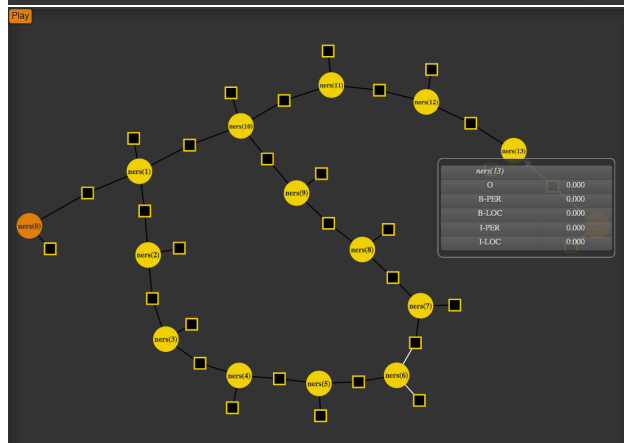 Play
ners(11)
ners(12)
ners(10)
ners(13)
ners(1)
ners(13)
O 0.000
B-PER 0.000
B-LOC 0.000
I-PER 0.000
I-LOC 0.000
ners(9)
ners(0)
ners(8)
ners(2)
ners(7)
ners(3)
ners(4)
ners(6)
ners(5)